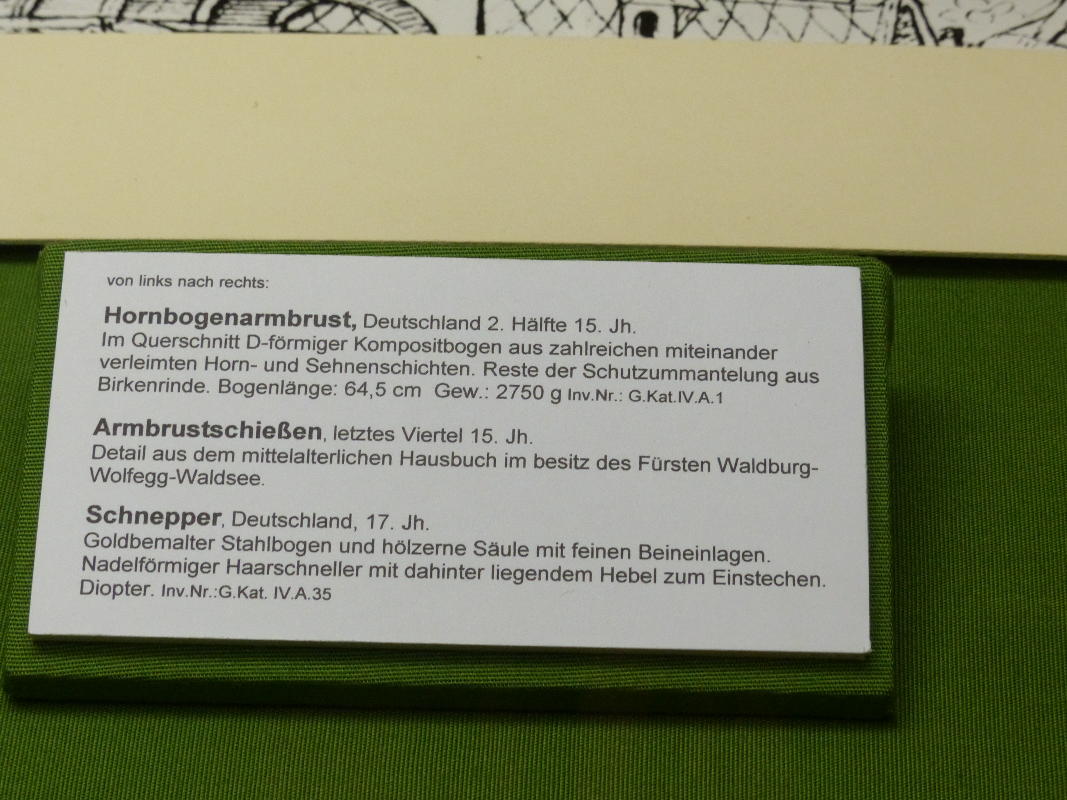 von links nach rechts:
Hornbogenarmbrust, Deutschland 2. Hälfte 15. Jh.
Im Querschnitt D-förmiger Kompositbogen aus zahlreichen miteinander
verleimten Horn- und Sehnenschichten. Reste der Schutzummantelung aus
Birkenrinde. Bogenlänge: 64,5 cm Gew.: 2750 g Inv.Nr.: G.Kat.IV.A.1
Armbrustschießen, letztes Viertel 15. Jh.
Detail aus dem mittelalterlichen Hausbuch im besitz des Fürsten Waldburg-
Wolfegg-Waldsee.
Schnepper, Deutschland, 17. Jh.
Goldbemalter Stahlbogen und hölzerne Säule mit feinen Beineinlagen.
Nadelförmiger Haarschneller mit dahinter liegendem Hebel zum Einstechen.
Diopter. Inv.Nr.:G.Kat. IV.A.35